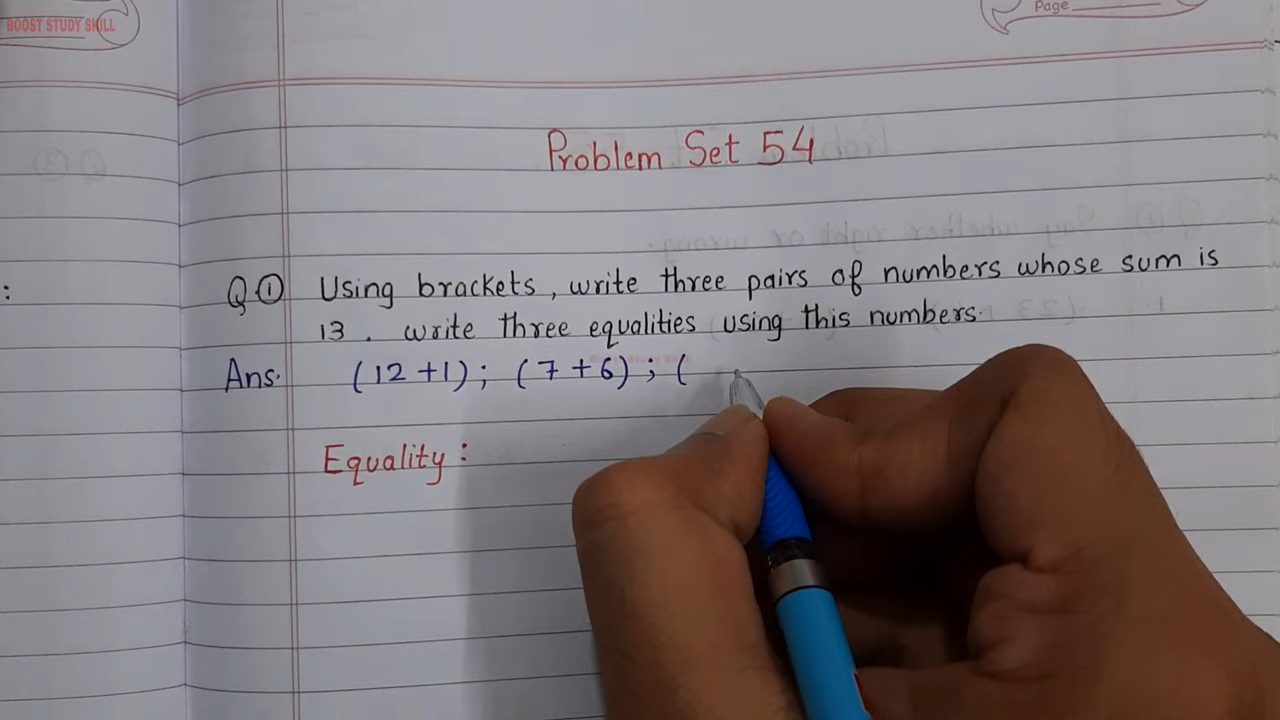 BOOST STUDY SKILL
Page
Problem Set 54
:
Q① Using brackets, write three pairs of numbers whose sum is
13. write three equalities using this numbers.
Ans. (12 +1); (7 +6); (
Equality: